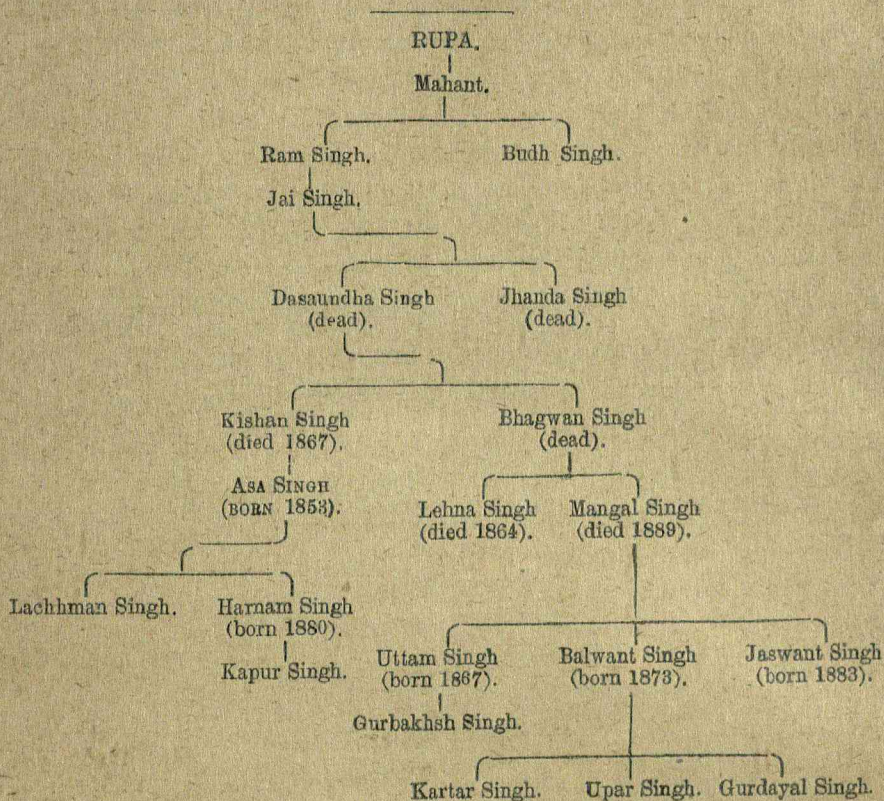 RUPA.
Mahant.
Ram Singh. Budh Singh.
Jai Singh.
Dasaundha Singh Jhanda Singh
(dead). (dead).
Kishan Singh Bhagwan Singh
(died 1867). (dead).
ASA SINGH
(BORN 1853).
Lehna Singh Mangal Singh
(died 1864). (died 1889).
Lachhman Singh. Harnam Singh
(born 1880).
Kapur Singh.
Uttam Singh Balwant Singh Jaswant Singh
(born 1867). (born 1873). (born 1883).
Gurbakhsh Singh.
Kartar Singh. Upar Singh. Gurdayal Singh.